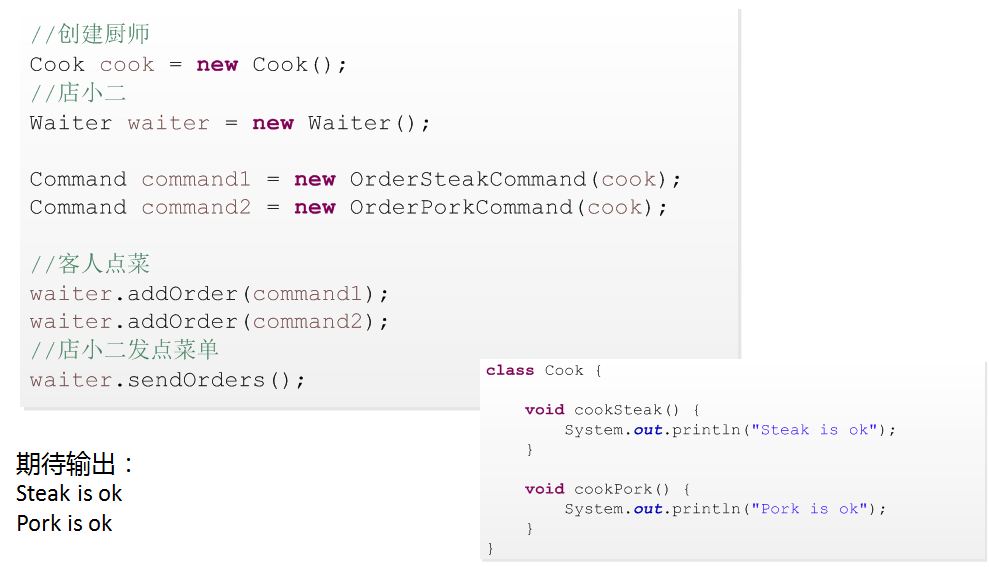 //创建厨师
Cook cook = new Cook();
//店小二
Waiter waiter = new Waiter();
Command command1 = new OrderSteakCommand(cook);
Command command2 = new OrderPorkCommand(cook);
//客人点菜
waiter.addOrder(command1);
waiter.addOrder(command2);
//店小二发点菜单
waiter.sendOrders();
class Cook {
void cookSteak() {
System.out.println("Steak is ok");
}
void cookPork() {
System.out.println("Pork is ok");
}
}
期待输出：
Steak is ok
Pork is ok